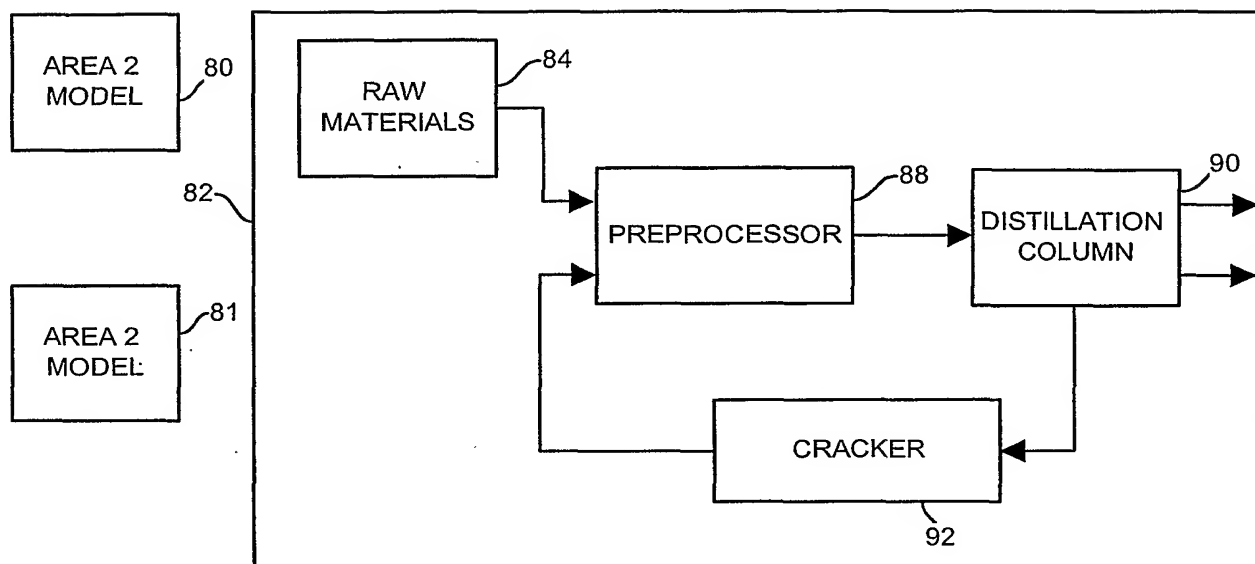 AREA 2
MODEL
80
RAW
MATERIALS
84
82
PREPROCESSOR
88
DISTILLATION
COLUMN
90
AREA 2
MODEL
81
CRACKER
92